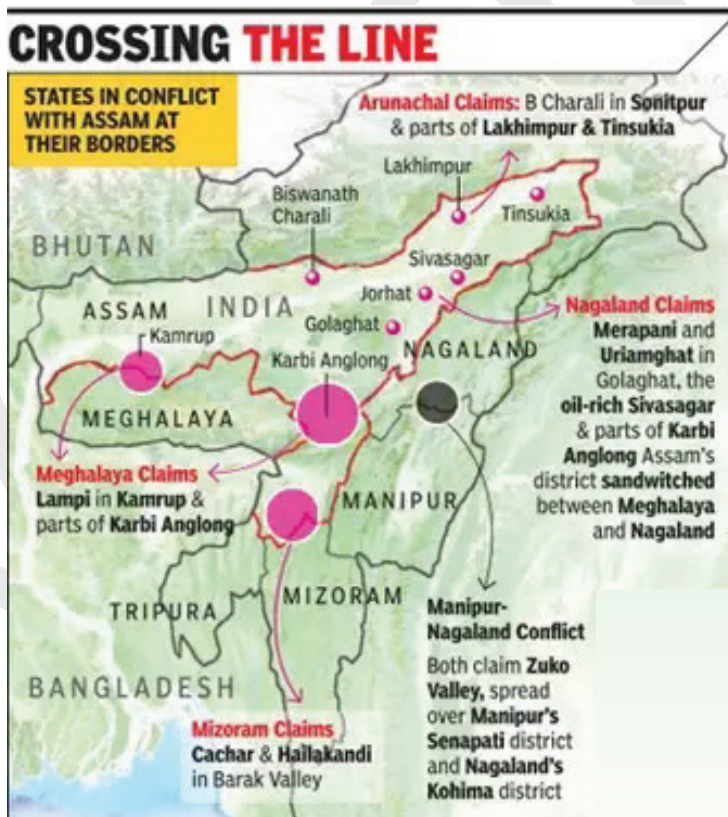 CROSSING THE LINE
STATES IN CONFLICT
WITH ASSAM AT
THEIR BORDERS
Arunachal Claims: B Charali in Sonitpur
& parts of Lakhimpur & Tinsukia
Lakhimpur
Biswanath
Charali
Tinsukia
BHUTAN
Sivasagar
Jorhat
ASSAM
INDIA
Golaghat
Kamrup
Karbi Anglong
NAGALAND
Nagaland Claims
Merapani and
Uriamghat in
Golaghat, the
oil-rich Sivasagar
& parts of Karbi
Anglong Assam's
district sandwitched
between Meghalaya
and Nagaland
MEGHALAYA
Meghalaya Claims
Lampi in Kamrup &
parts of Karbi Anglong
MANIPUR
TRIPURA
MIZORAM
BANGLADESH
Manipur-
Nagaland Conflict
Both claim Zuko
Valley, spread
over Manipur's
Senapati district
and Nagaland's
Kohima district
Mizoram Claims
Cachar & Hailakandi
in Barak Valley